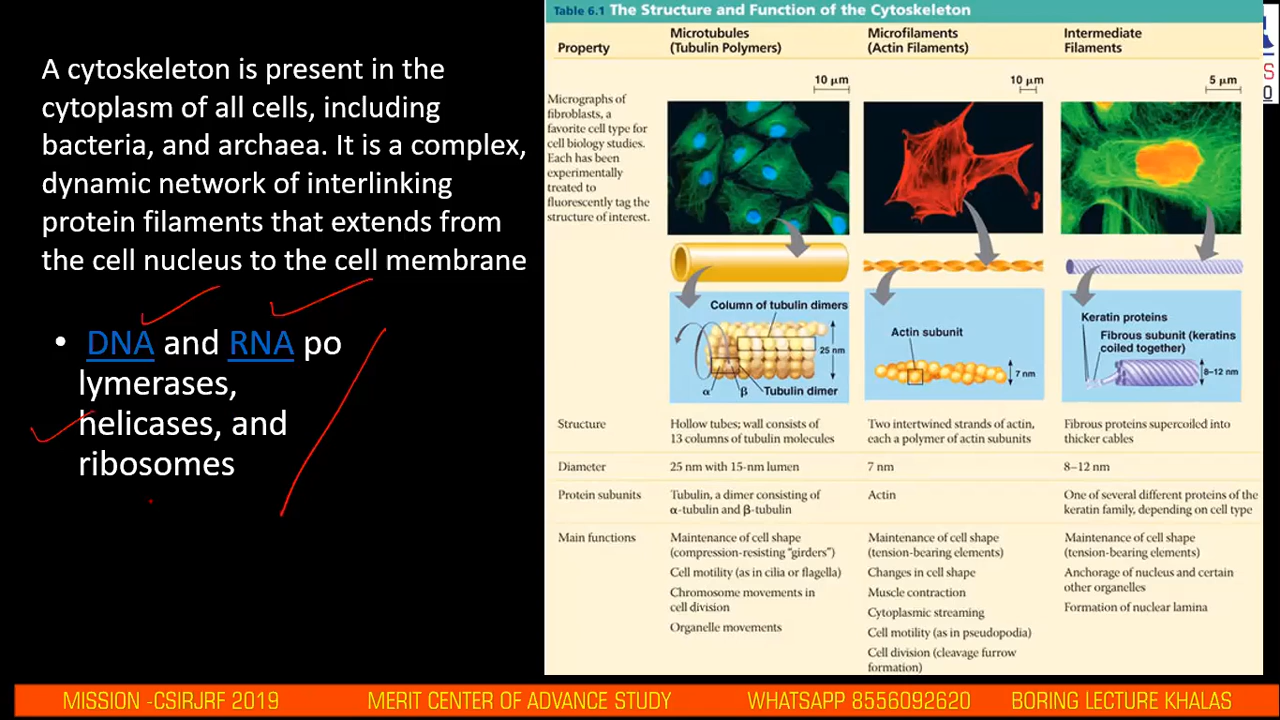 A cytoskeleton is present in the
cytoplasm of all cells, including
bacteria, and archaea. It is a complex,
dynamic network of interlinking
protein filaments that extends from
the cell nucleus to the cell membrane
• DNA and RNA po
lymerases,
helicases, and
ribosomes
Table 6.1 The Structure and Function of the Cytoskeleton
Property
Microtubules
(Tubulin Polymers)
Microfilaments
(Actin Filaments)
Intermediate
Filaments
10 µm
10 µm
5 µm
Micrographs of
fibroblasts, a
favorite cell type for
cell biology studies.
Each has been
experimentally
treated to
fluorescently tag the
structure of interest.
Column of tubulin dimers
25 nm
α β Tubulin dimer
Actin subunit
7 nm
Keratin proteins
Fibrous subunit (keratins
coiled together)
8–12 nm
Structure
Hollow tubes; wall consists of
13 columns of tubulin molecules
Two intertwined strands of actin,
each a polymer of actin subunits
Fibrous proteins supercoiled into
thicker cables
Diameter
25 nm with 15-nm lumen
7 nm
8–12 nm
Protein subunits
Tubulin, a dimer consisting of
α-tubulin and β-tubulin
Actin
One of several different proteins of the
keratin family, depending on cell type
Main functions
Maintenance of cell shape
(compression-resisting “girders”)
Cell motility (as in cilia or flagella)
Chromosome movements in
cell division
Organelle movements
Maintenance of cell shape
(tension-bearing elements)
Changes in cell shape
Muscle contraction
Cytoplasmic streaming
Cell motility (as in pseudopodia)
Cell division (cleavage furrow
formation)
Maintenance of cell shape
(tension-bearing elements)
Anchorage of nucleus and certain
other organelles
Formation of nuclear lamina
S
0
MISSION -CSIRJRF 2019 MERIT CENTER OF ADVANCE STUDY WHATSAPP 8556092620 BORING LECTURE KHALAS